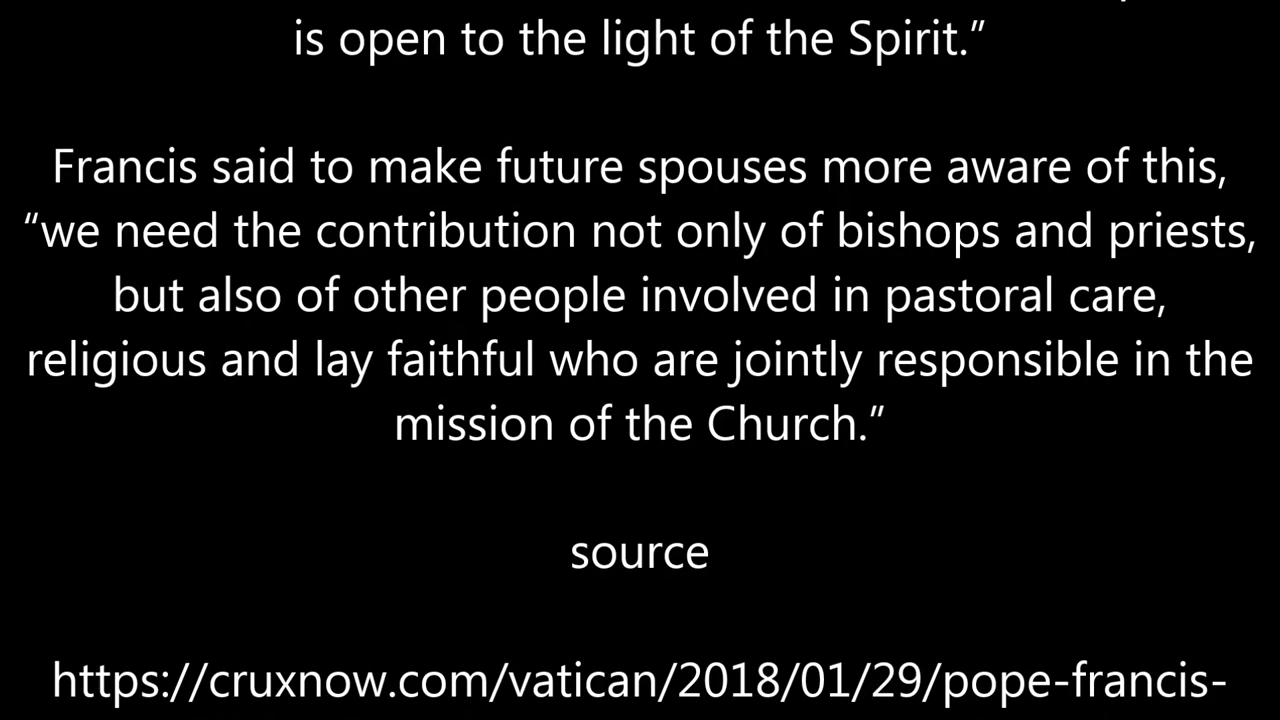 is open to the light of the Spirit.”
Francis said to make future spouses more aware of this,
“we need the contribution not only of bishops and priests,
but also of other people involved in pastoral care,
religious and lay faithful who are jointly responsible in the
mission of the Church.”
source
https://cruxnow.com/vatican/2018/01/29/pope-francis-